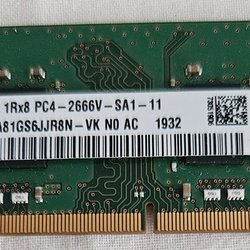 1Rx8 PC4-2666V-SA1-11
A81GS6JJR8N-VK N0 AC 1932